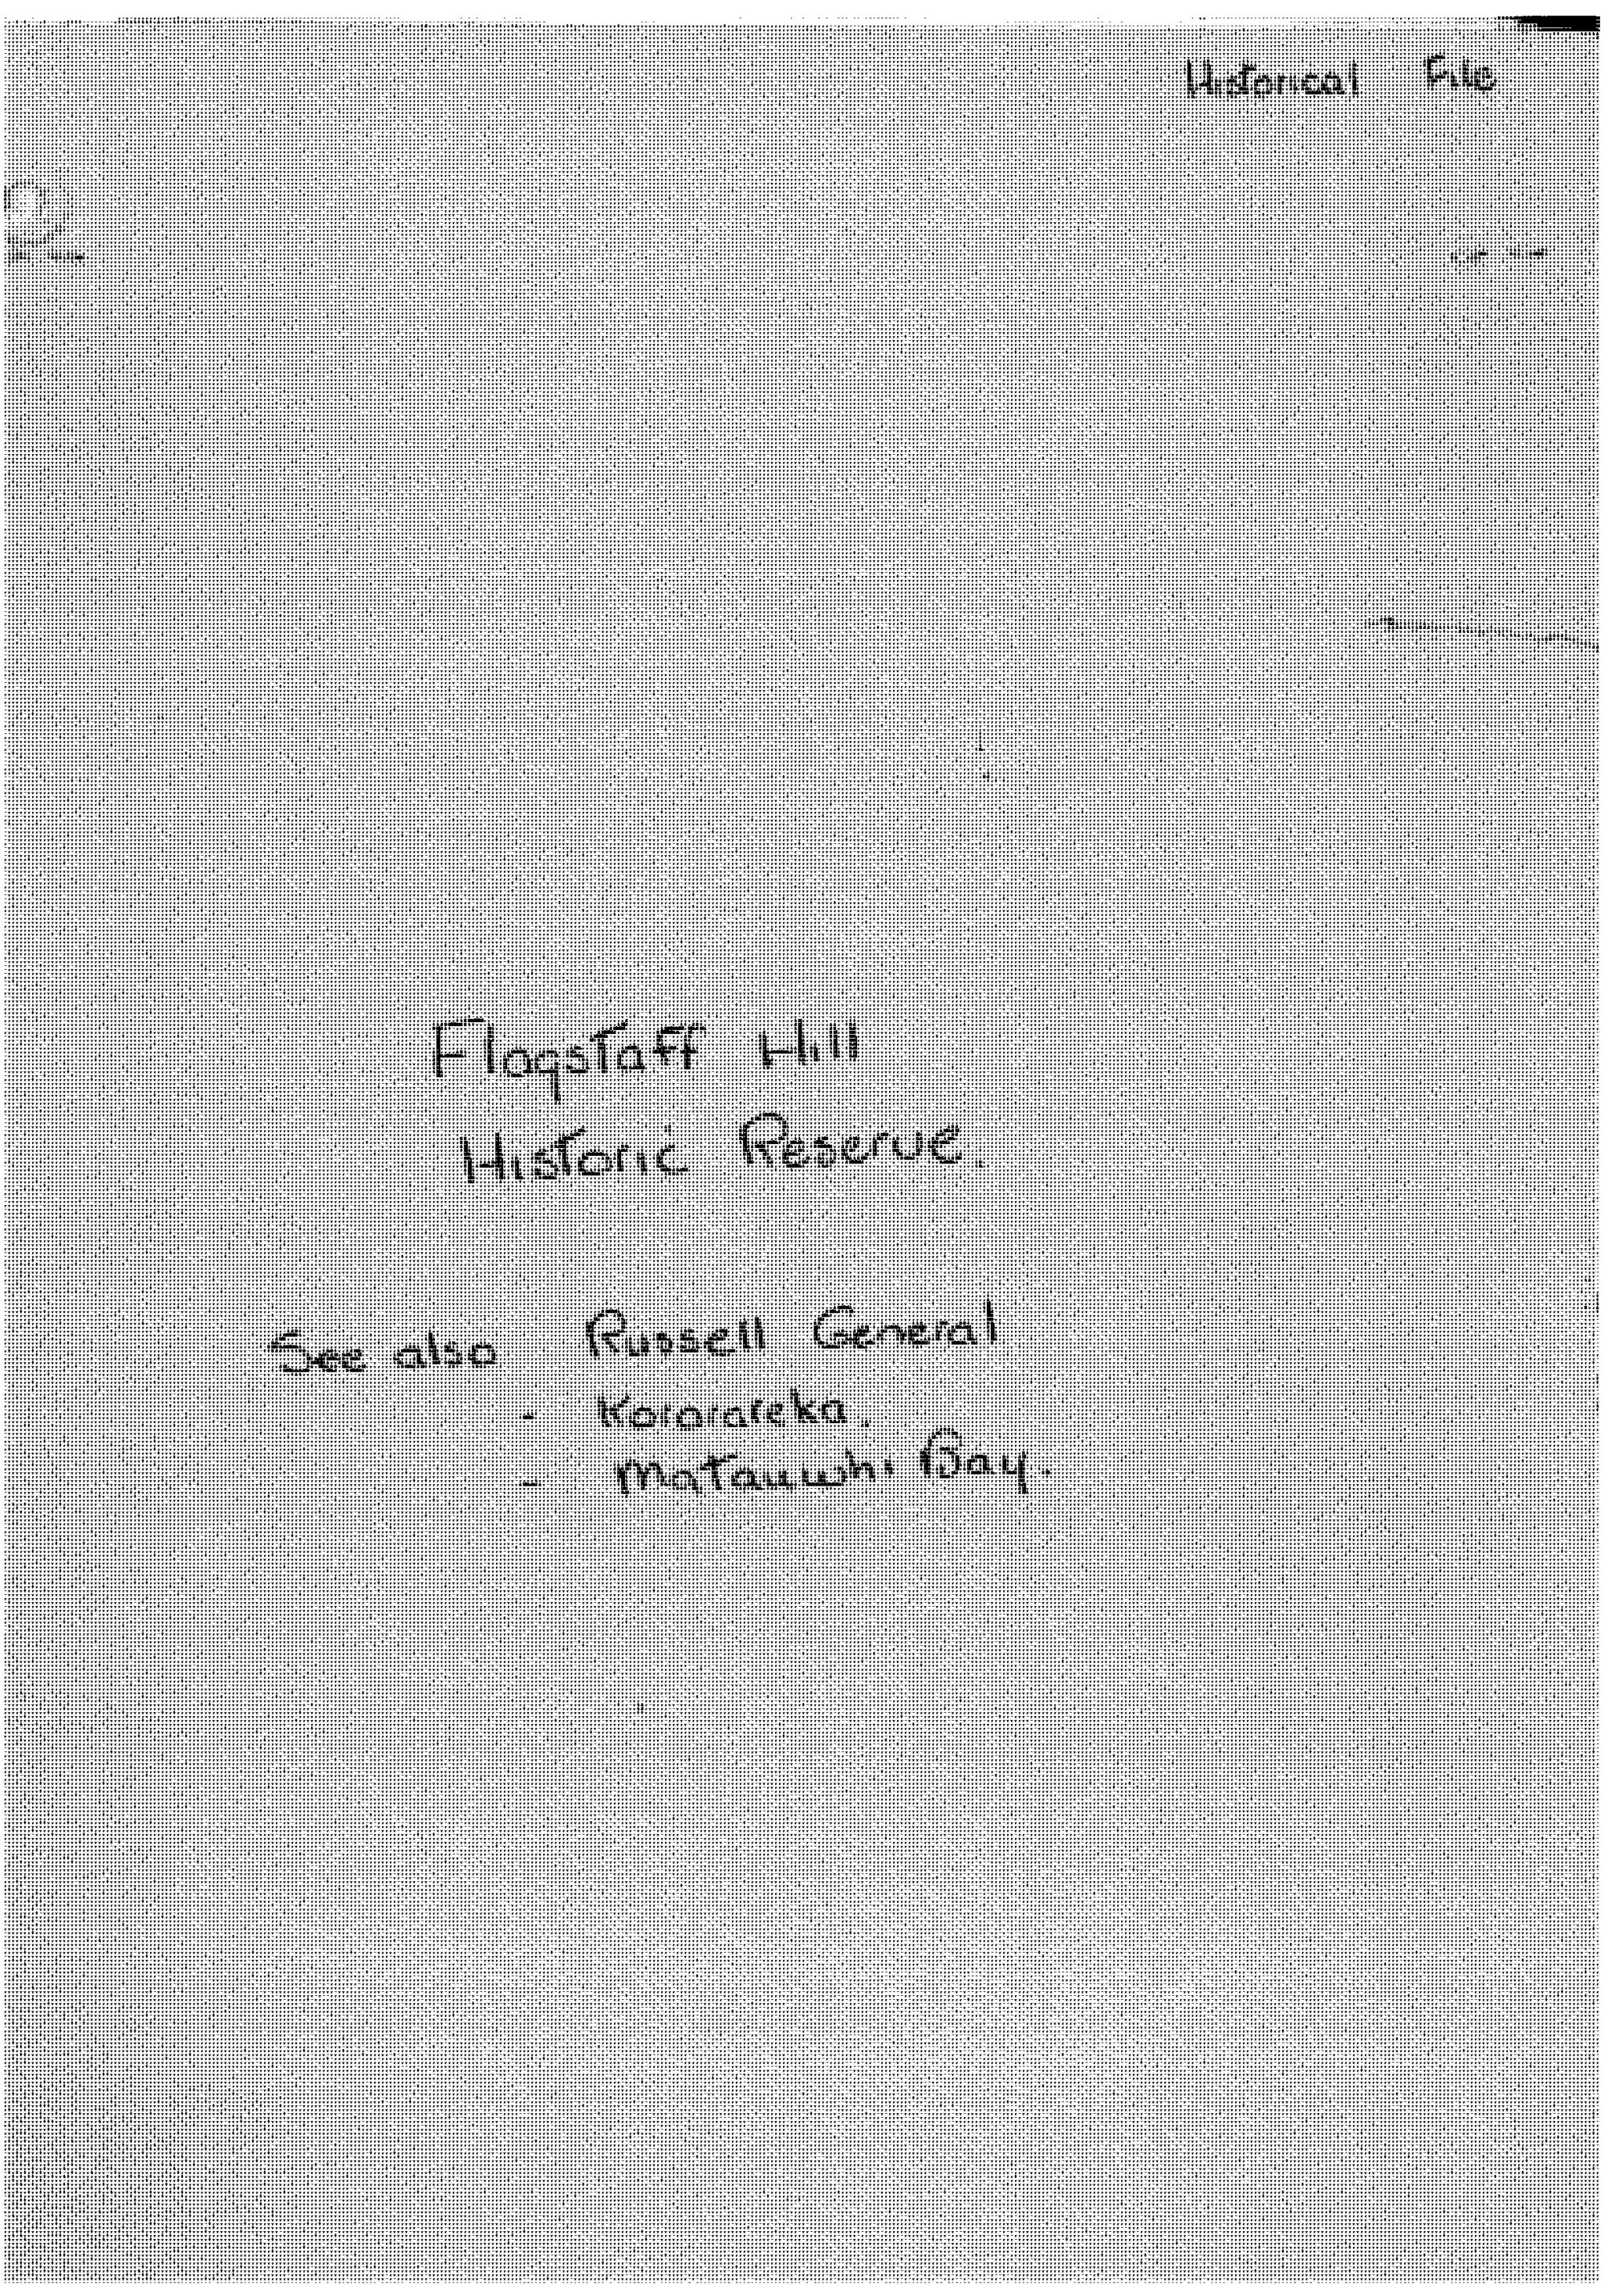 Historical File
Flagstaff Hill
Historic Reserve.
See also Russell General
- Kororareka.
- Matauwhi Bay.